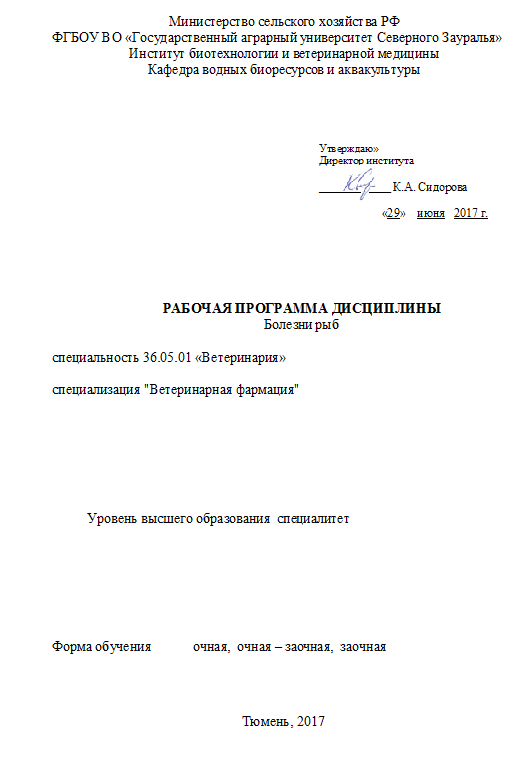 Министерство сельского хозяйства РФ
ФГБОУ ВО «Государственный аграрный университет Северного Зауралья»
Институт биотехнологии и ветеринарной медицины
Кафедра водных биоресурсов и аквакультуры
Утверждаю»
Директор института
К.А. Сидорова
«29» июня 2017 г.
РАБОЧАЯ ПРОГРАММА ДИСЦИПЛИНЫ
Болезни рыб
специальность 36.05.01 «Ветеринария»
специализация "Ветеринарная фармация"
Уровень высшего образования специалитет
Форма обучения очная, очная – заочная, заочная
Тюмень, 2017